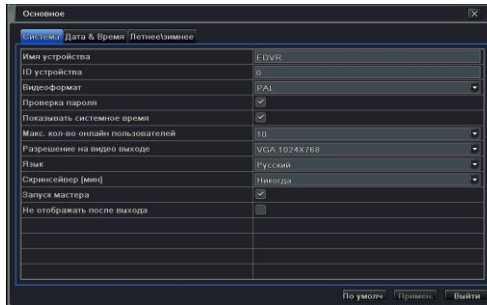 Основное
Система Дата & Время Летнее\зимнее
Имя устройства EDVR
ID устройства 0
Видеоформат PAL
Проверка пароля
Показывать системное время
Макс. кол-во онлайн пользователей 10
Разрешение на видео выходе VGA 1024X768
Язык Русский
Скринсейвер [мин] Никогда
Запуск мастера
Не отображать после выхода
По умолч Примен. Выйти